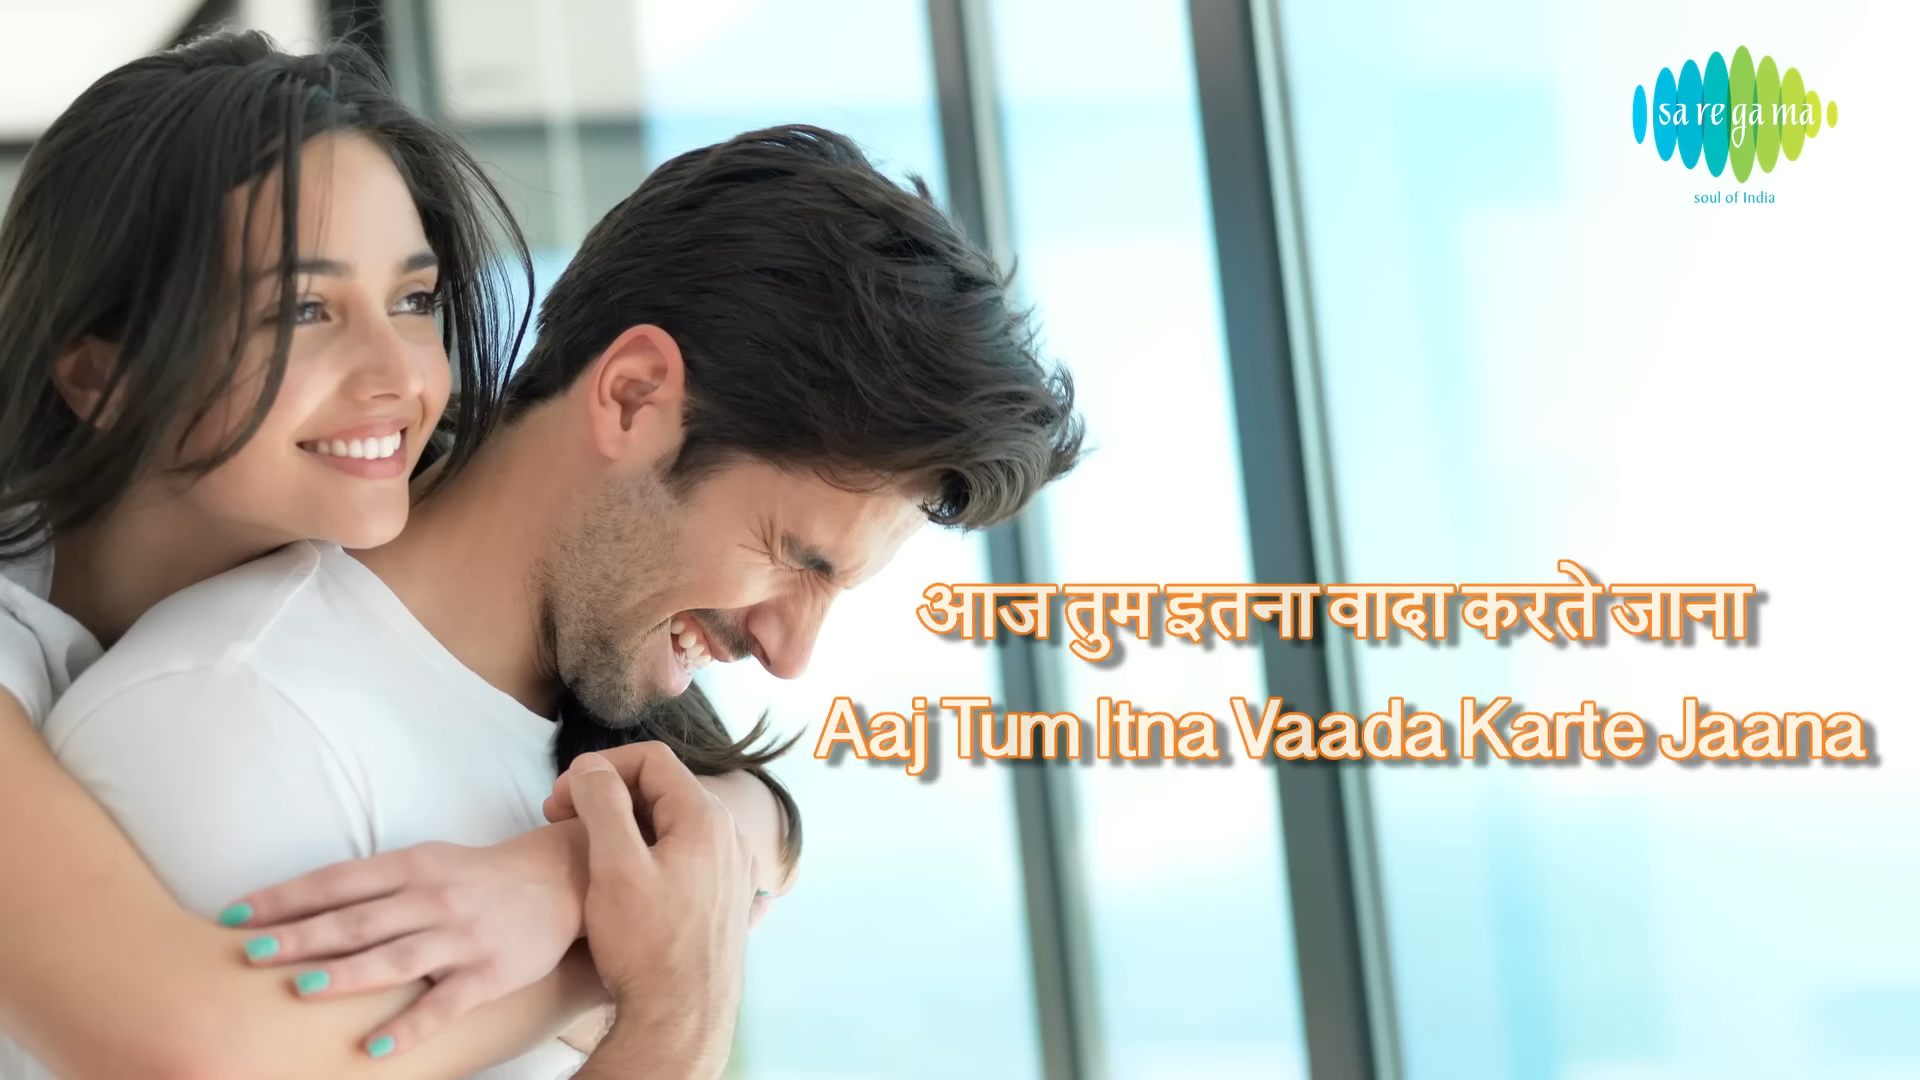 sa re ga ma
soul of India
आज तुम इतना वादा करते जाना
Aaj Tum Itna Vaada Karte Jaana